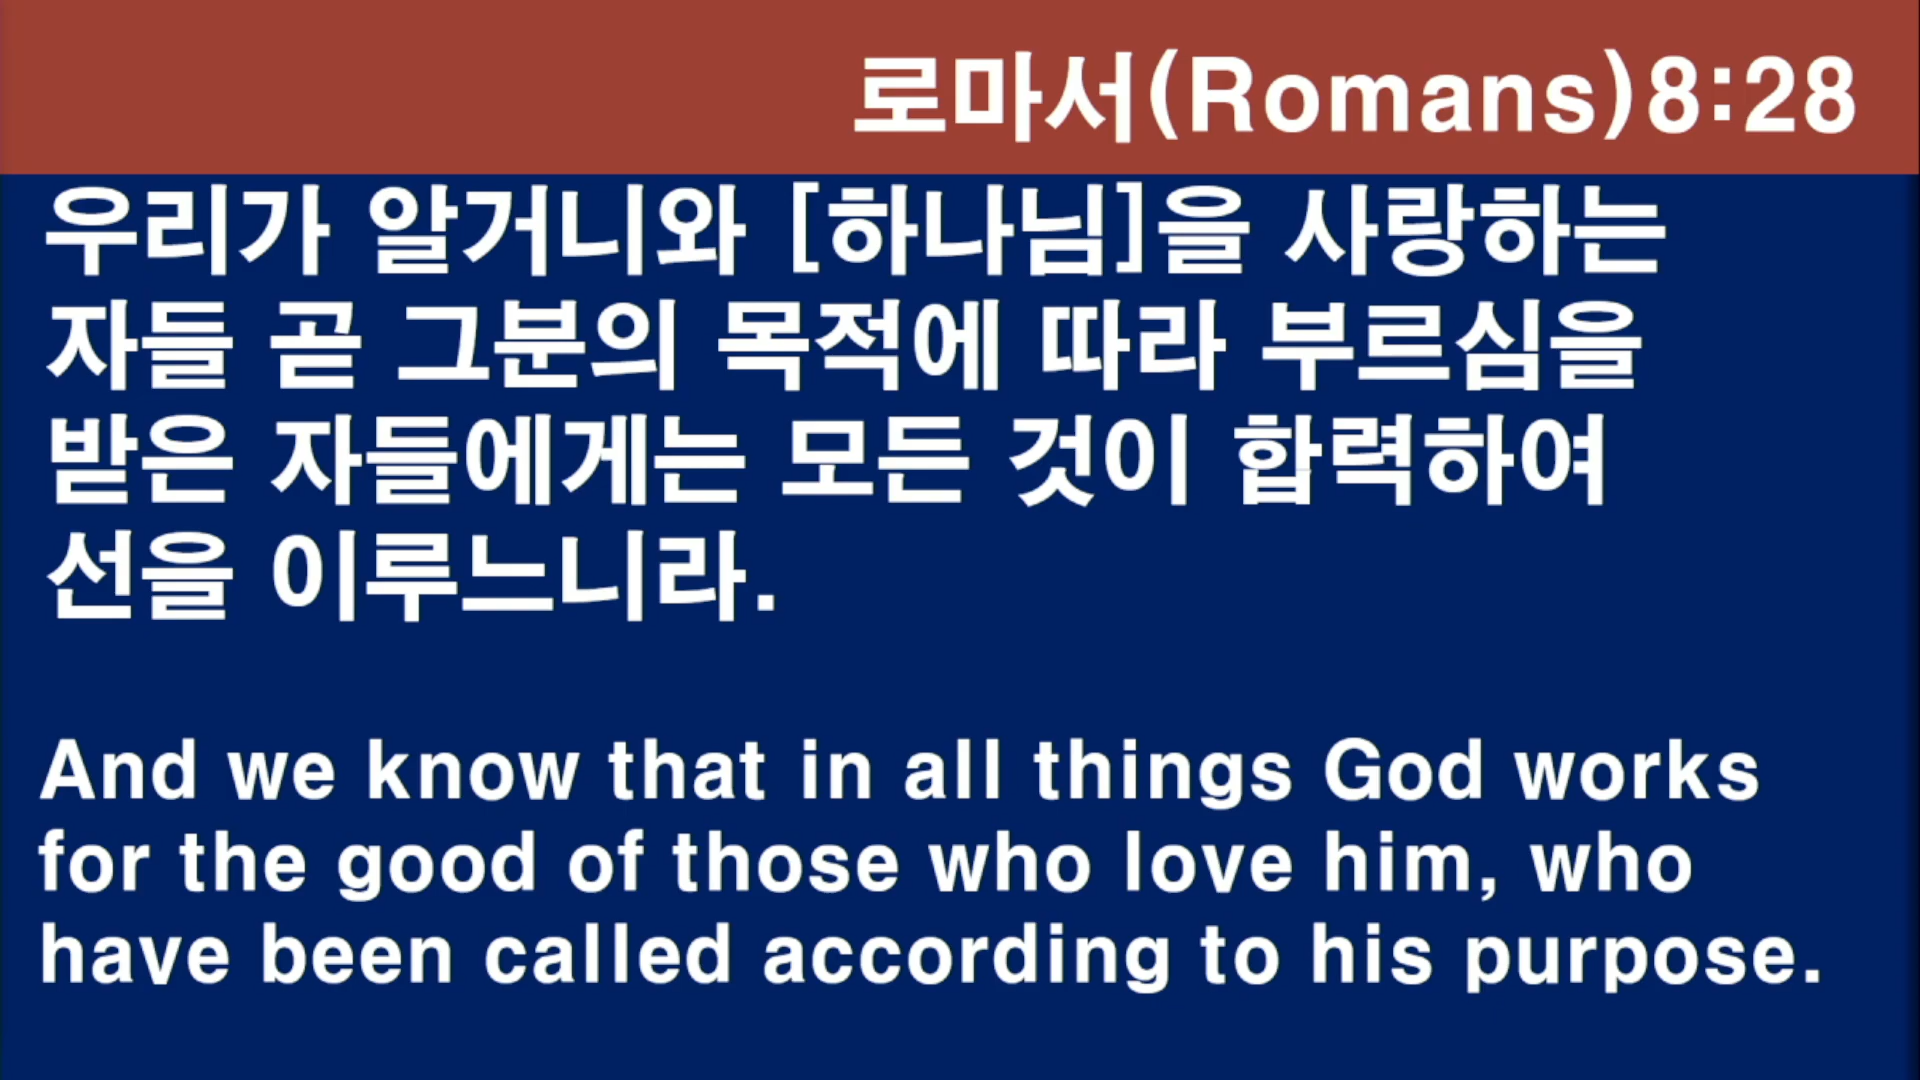 로마서(Romans)8:28
우리가 알거니와 [하나님]을 사랑하는
자들 곧 그분의 목적에 따라 부르심을
받은 자들에게는 모든 것이 합력하여
선을 이루느니라.
And we know that in all things God works
for the good of those who love him, who
have been called according to his purpose.